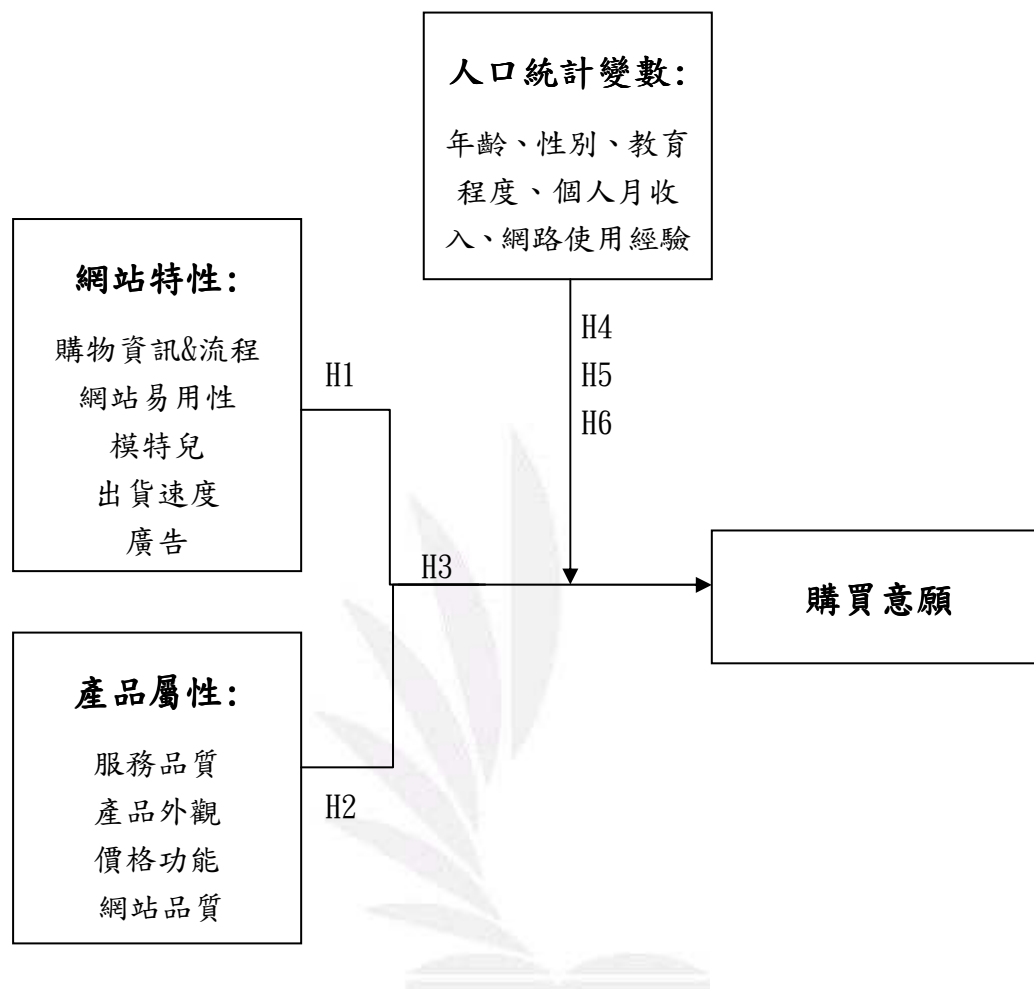 人口統計變數:
年齡、性別、教育
程度、個人月收
入、網路使用經驗
網站特性:
購物資訊&流程
網站易用性
模特兒
出貨速度
廣告
H1
H4
H5
H6
H3
購買意願
產品屬性:
服務品質
產品外觀
價格功能
網站品質
H2